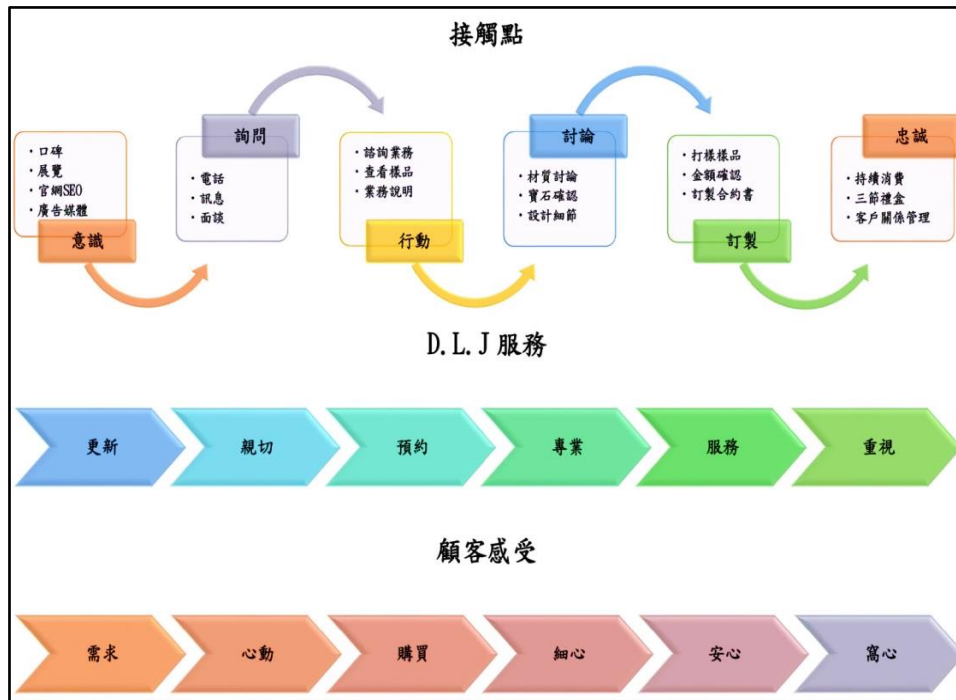 接觸點
• 口碑
• 展覽
• 官網SEO
• 廣告媒體
意識
詢問
• 電話
• 訊息
• 面談
• 諮詢業務
• 查看樣品
• 業務說明
行動
討論
• 材質討論
• 寶石確認
• 設計細節
• 打樣樣品
• 金額確認
• 訂製合約書
訂製
忠誠
• 持續消費
• 三節禮盒
• 客戶關係管理
D.L.J 服務
更新
親切
預約
專業
服務
重視
顧客感受
需求
心動
購買
細心
安心
窩心